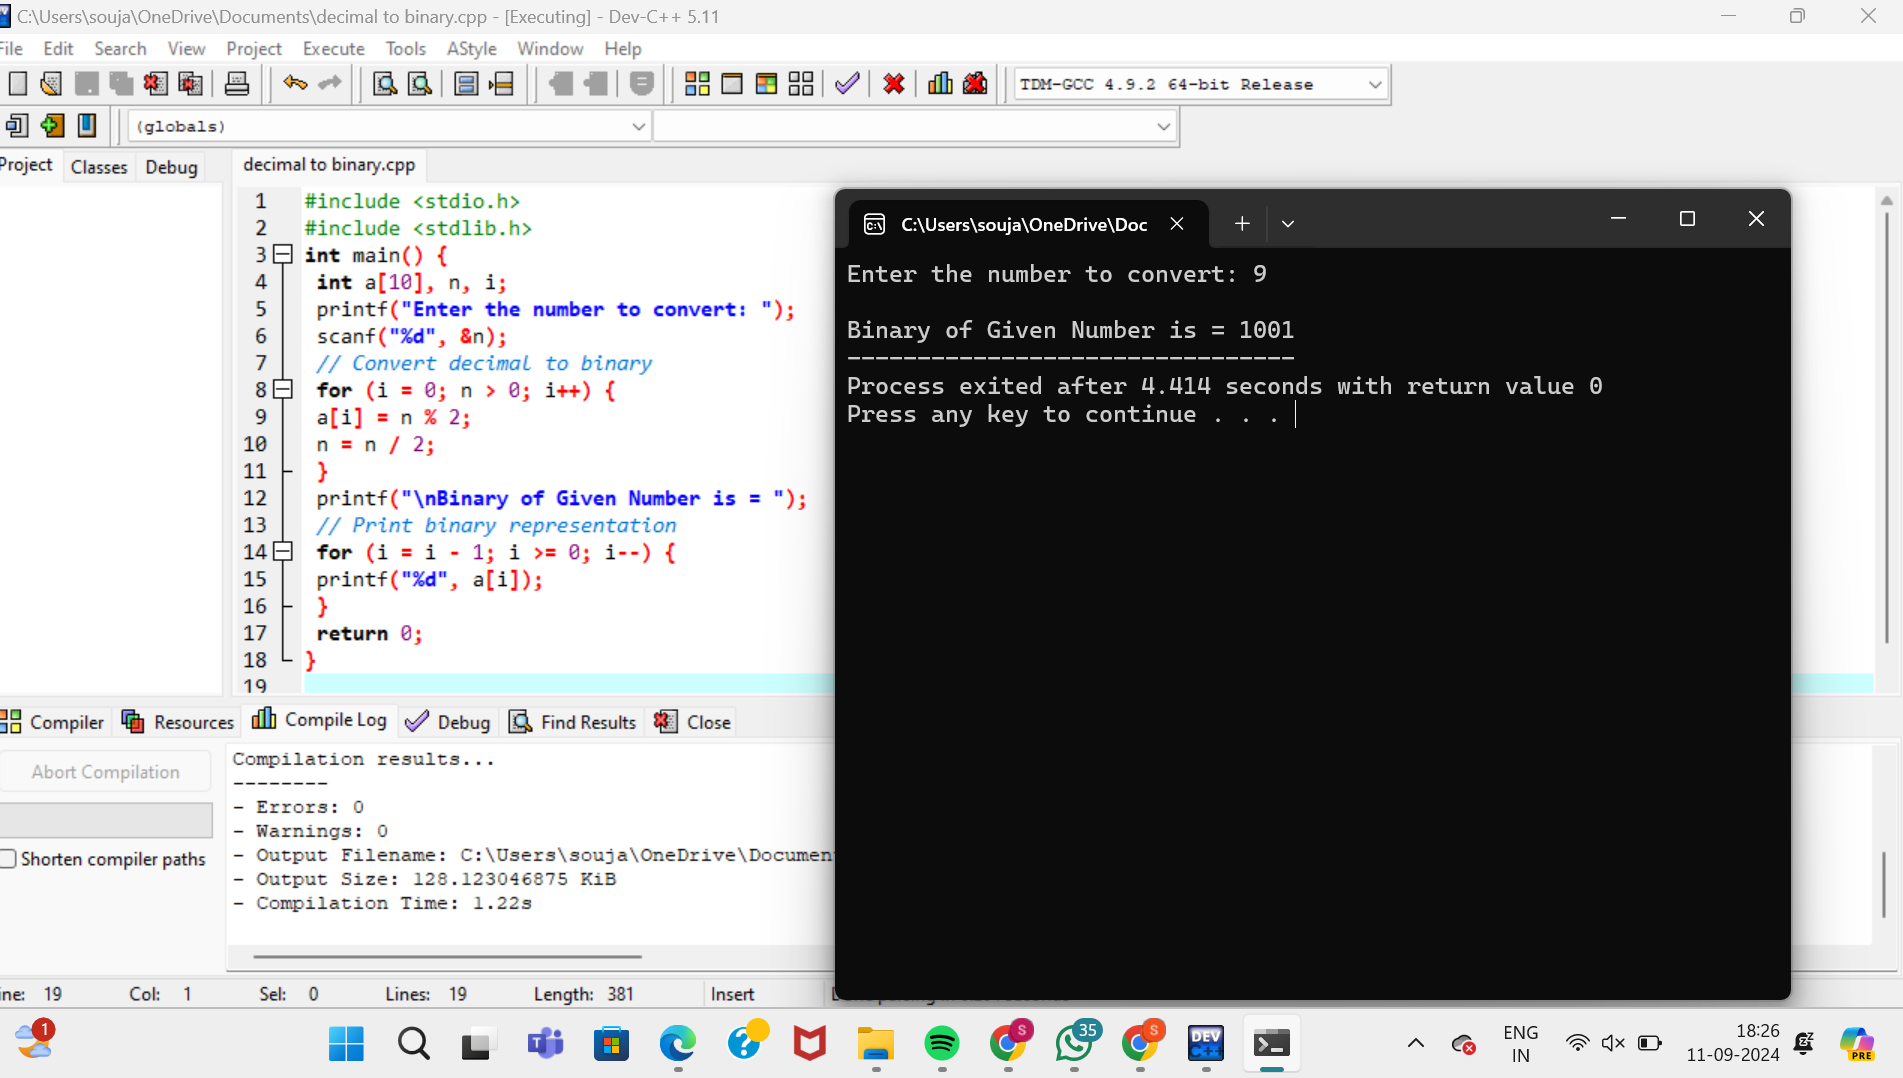 C:\Users\souja\OneDrive\Documents\decimal to binary.cpp - [Executing] - Dev-C++ 5.11
File Edit Search View Project Execute Tools AStyle Window Help
TDM-GCC 4.9.2 64-bit Release
(globals)
Project Classes Debug
decimal to binary.cpp
1 #include <stdio.h>
2 #include <stdlib.h>
3 int main() {
4 int a[10], n, i;
5 printf("Enter the number to convert: ");
6 scanf("%d", &n);
7 // Convert decimal to binary
8 for (i = 0; n > 0; i++) {
9 a[i] = n % 2;
10 n = n / 2;
11 }
12 printf("\nBinary of Given Number is = ");
13 // Print binary representation
14 for (i = i - 1; i >= 0; i--) {
15 printf("%d", a[i]);
16 }
17 return 0;
18 }
19
C:\Users\souja\OneDrive\Doc
Enter the number to convert: 9
Binary of Given Number is = 1001
--------------------------------
Process exited after 4.414 seconds with return value 0
Press any key to continue . . .
Compiler Resources Compile Log Debug Find Results Close
Abort Compilation
Shorten compiler paths
Compilation results...
--------
- Errors: 0
- Warnings: 0
- Output Filename: C:\Users\souja\OneDrive\Documen
- Output Size: 128.123046875 KiB
- Compilation Time: 1.22s
ine: 19 Col: 1 Sel: 0 Lines: 19 Length: 381 Insert
1
35
S
S
DEV C++
ENG
IN
18:26
11-09-2024
PRE